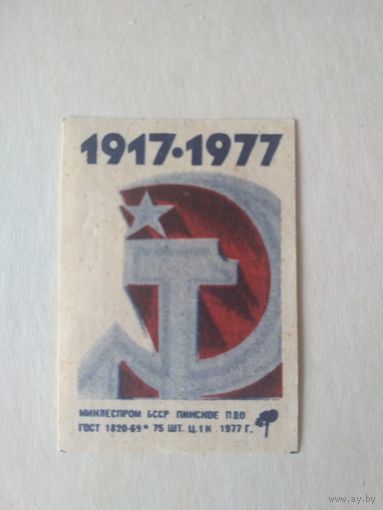 1917•1977
МИНЛЕСПРОМ БССР ПИНСКОЕ ПДО
ГОСТ 1820-69* 75 ШТ. Ц.1 К 1977 Г.
www.ay.by